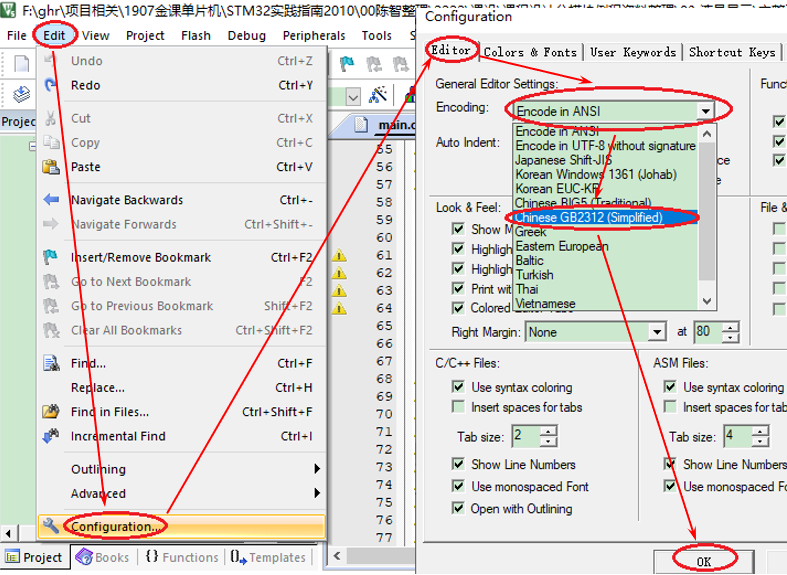 F:\ghr\项目相关\1907金课单片机\STM32实践指南2010\00陈智整理
File Edit View Project Flash Debug Peripherals Tools
Undo Ctrl+Z
Redo Ctrl+Y
Cut Ctrl+X
Copy Ctrl+C
Paste Ctrl+V
Navigate Backwards Ctrl+-
Navigate Forwards Ctrl+Shift+-
Insert/Remove Bookmark Ctrl+F2
Go to Next Bookmark F2
Go to Previous Bookmark Shift+F2
Clear All Bookmarks Ctrl+Shift+F2
Find... Ctrl+F
Replace... Ctrl+H
Find in Files... Ctrl+Shift+F
Incremental Find Ctrl+I
Outlining
Advanced
Configuration...
Project Books {} Functions Templates
main.c
55
56
57
58
59
60
61
62
63
64
65
66
67
68
69
70
71
72
73
74
75
76
77
Configuration
Editor Colors & Fonts User Keywords Shortcut Keys
General Editor Settings:
Encoding: Encode in ANSI
Auto Indent:
Encode in ANSI
Encode in UTF-8 without signature
Japanese Shift-JIS
Korean Windows 1361 (Johab)
Korean EUC-KR
Chinese BIG5 (Traditional)
Chinese GB2312 (Simplified)
Greek
Eastern European
Baltic
Turkish
Thai
Vietnamese
Look & Feel:
Show
Highligh
Highligh
Print wit
Colored
Right Margin: None at 80
C/C++ Files:
Use syntax coloring
Insert spaces for tabs
Tab size: 2
Show Line Numbers
Use monospaced Font
Open with Outlining
ASM Files:
Use syntax coloring
Insert spaces for tab
Tab size: 4
Show Line Numbers
Use monospaced Font
Funct
File &
OK